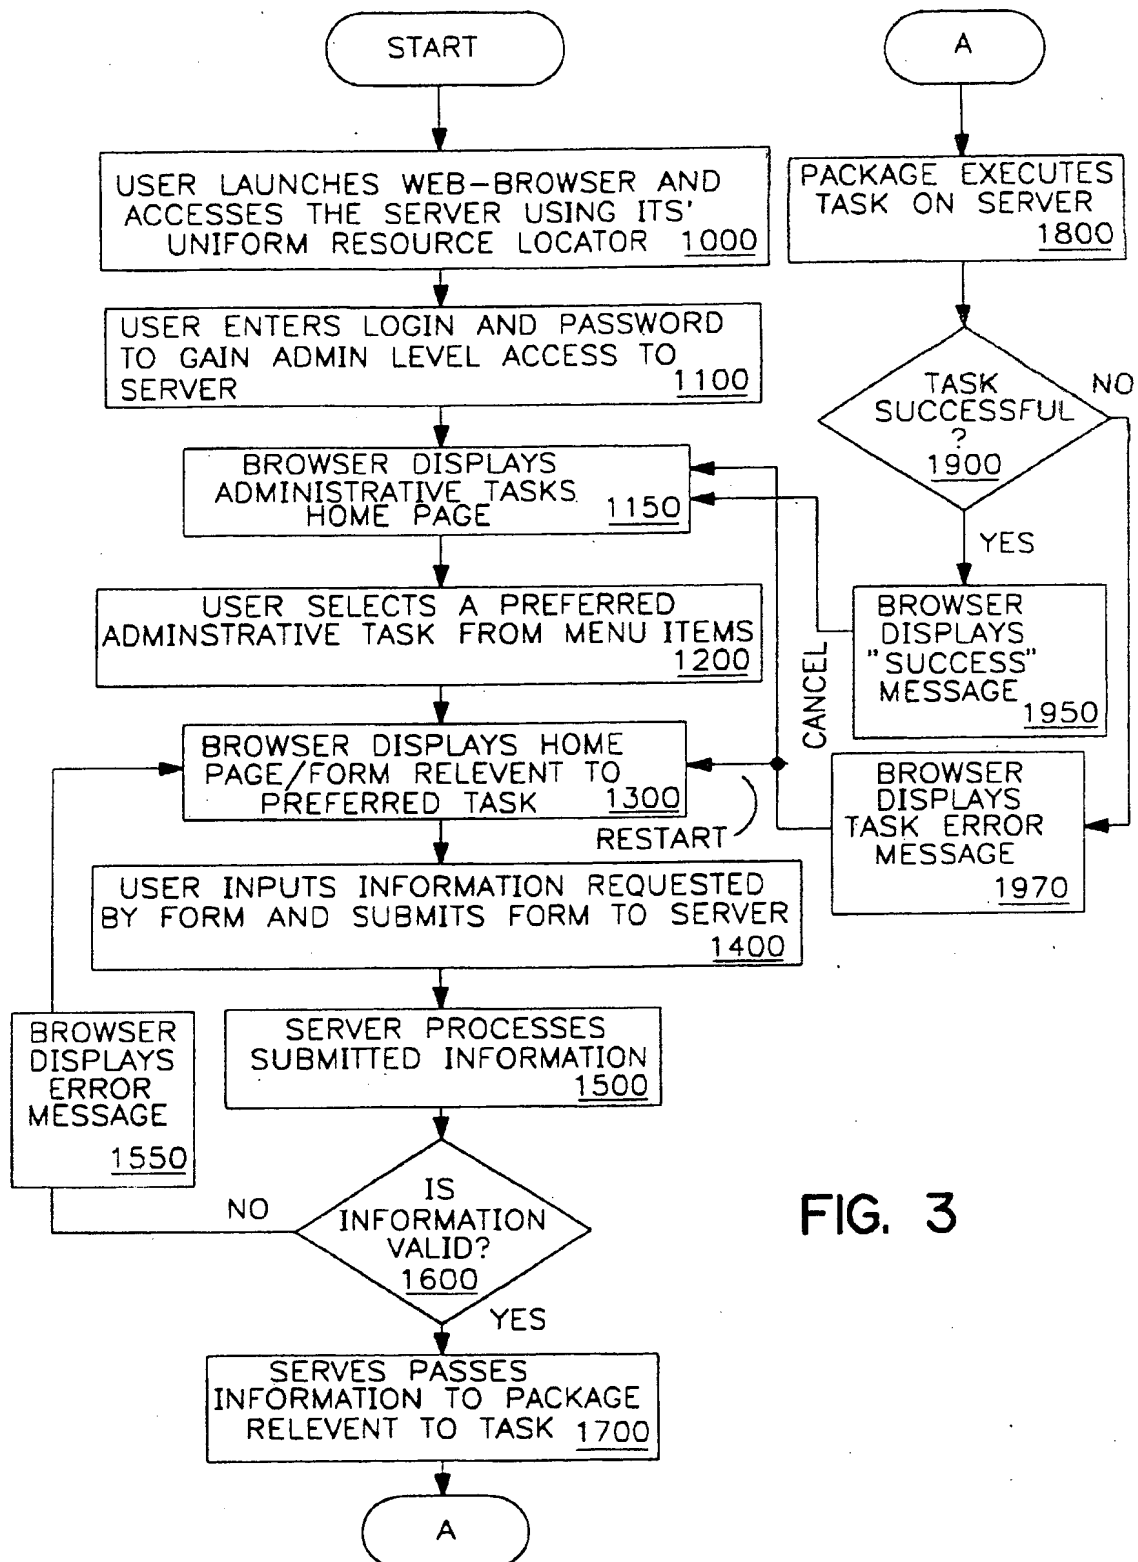 START
USER LAUNCHES WEB-BROWSER AND
ACCESSES THE SERVER USING ITS'
UNIFORM RESOURCE LOCATOR 1000
USER ENTERS LOGIN AND PASSWORD
TO GAIN ADMIN LEVEL ACCESS TO
SERVER 1100
BROWSER DISPLAYS
ADMINISTRATIVE TASKS
HOME PAGE 1150
USER SELECTS A PREFERRED
ADMINSTRATIVE TASK FROM MENU ITEMS
1200
BROWSER DISPLAYS HOME
PAGE/FORM RELEVENT TO
PREFERRED TASK 1300
RESTART
CANCEL
USER INPUTS INFORMATION REQUESTED
BY FORM AND SUBMITS FORM TO SERVER
1400
SERVER PROCESSES
SUBMITTED INFORMATION
1500
BROWSER
DISPLAYS
ERROR
MESSAGE
1550
IS
INFORMATION
VALID?
1600
NO
YES
SERVES PASSES
INFORMATION TO PACKAGE
RELEVENT TO TASK 1700
A
A
PACKAGE EXECUTES
TASK ON SERVER
1800
TASK
SUCCESSFUL
?
1900
NO
YES
BROWSER
DISPLAYS
"SUCCESS"
MESSAGE
1950
BROWSER
DISPLAYS
TASK ERROR
MESSAGE
1970
FIG. 3